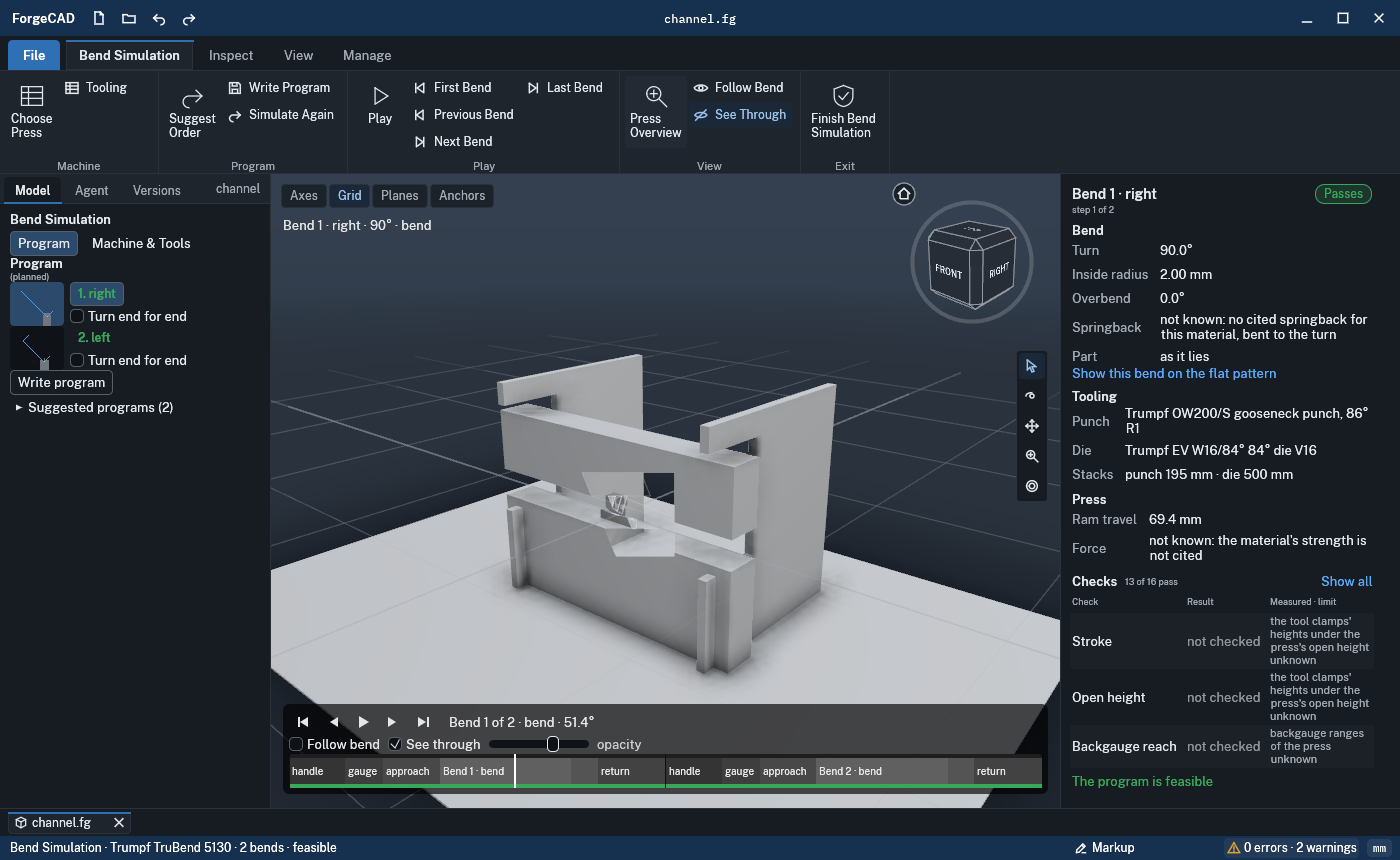 ForgeCAD
channel.fg
File
Bend Simulation
Inspect
View
Manage
Choose Press
Tooling
Machine
Suggest Order
Write Program
Simulate Again
Program
Play
First Bend
Previous Bend
Next Bend
Last Bend
Play
Press Overview
Follow Bend
See Through
View
Finish Bend Simulation
Exit
Model
Agent
Versions
channel
Bend Simulation
Program
Machine & Tools
Program
(planned)
1. right
Turn end for end
2. left
Turn end for end
Write program
Suggested programs (2)
Axes
Grid
Planes
Anchors
Bend 1 · right · 90° · bend
FRONT
RIGHT
Bend 1 of 2 · bend · 51.4°
Follow bend
See through
opacity
handle
gauge
approach
Bend 1 · bend
return
handle
gauge
approach
Bend 2 · bend
return
Bend 1 · right
Passes
step 1 of 2
Bend
Turn 90.0°
Inside radius 2.00 mm
Overbend 0.0°
Springback not known: no cited springback for
this material, bent to the turn
Part as it lies
Show this bend on the flat pattern
Tooling
Punch Trumpf OW200/S gooseneck punch, 86°
R1
Die Trumpf EV W16/84° 84° die V16
Stacks punch 195 mm · die 500 mm
Press
Ram travel 69.4 mm
Force not known: the material's strength is
not cited
Checks 13 of 16 pass Show all
Check Result Measured · limit
Stroke not checked the tool clamps'
heights under the
press's open height
unknown
Open height not checked the tool clamps'
heights under the
press's open height
unknown
Backgauge reach not checked backgauge ranges
of the press
unknown
The program is feasible
channel.fg
Bend Simulation · Trumpf TruBend 5130 · 2 bends · feasible
Markup
0 errors · 2 warnings
mm